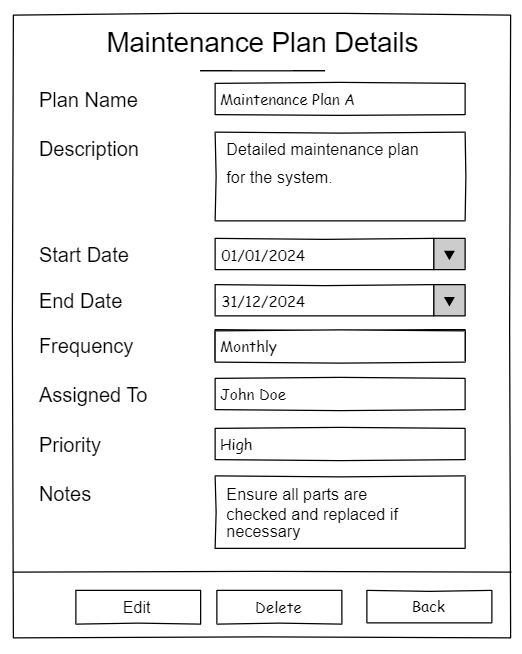 Maintenance Plan Details
Plan Name
Maintenance Plan A
Description
Detailed maintenance plan
for the system.
Start Date
01/01/2024
End Date
31/12/2024
Frequency
Monthly
Assigned To
John Doe
Priority
High
Notes
Ensure all parts are
checked and replaced if
necessary
Edit
Delete
Back